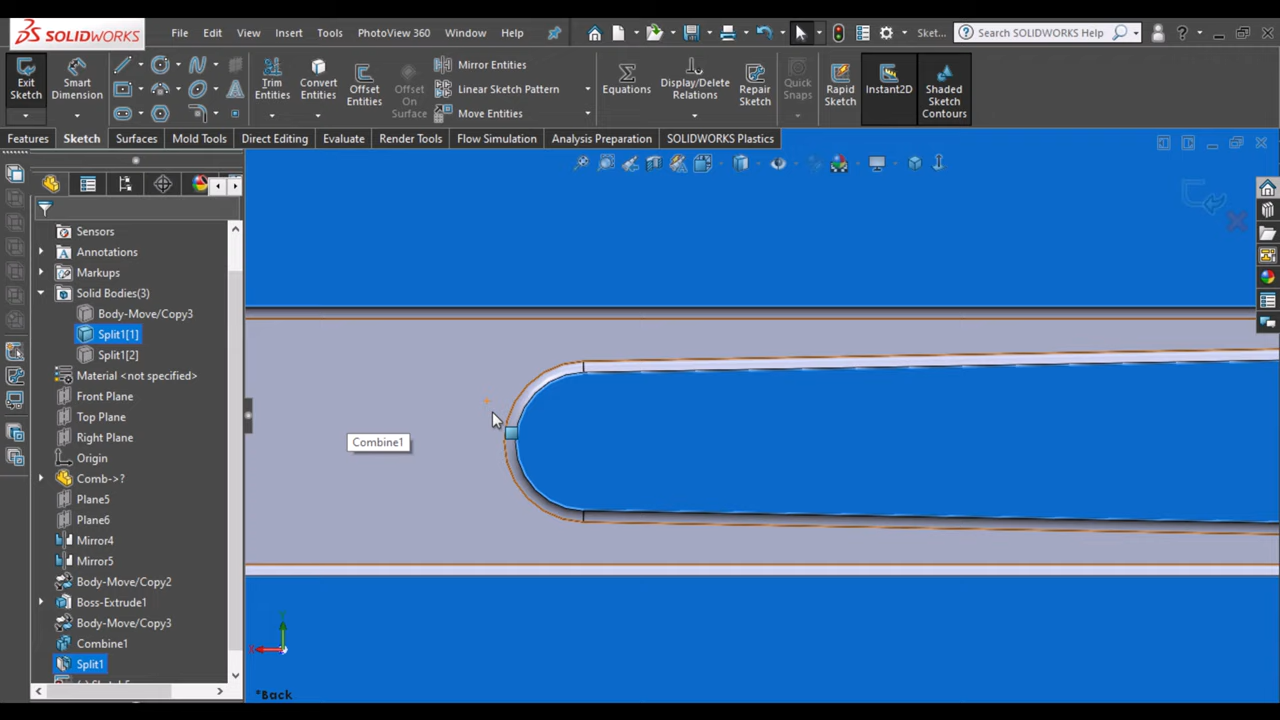 SOLIDWORKS File Edit View Insert Tools PhotoView 360 Window Help Sket... Search SOLIDWORKS Help
Exit Sketch
Smart Dimension
Trim Entities
Convert Entities
Offset Entities
Offset On Surface
Mirror Entities
Linear Sketch Pattern
Move Entities
Equations
Display/Delete Relations
Repair Sketch
Quick Snaps
Rapid Sketch
Instant2D
Shaded Sketch Contours
Features Sketch Surfaces Mold Tools Direct Editing Evaluate Render Tools Flow Simulation Analysis Preparation SOLIDWORKS Plastics
Sensors
Annotations
Markups
Solid Bodies(3)
Body-Move/Copy3
Split1[1]
Split1[2]
Material <not specified>
Front Plane
Top Plane
Right Plane
Origin
Comb->?
Plane5
Plane6
Mirror4
Mirror5
Body-Move/Copy2
Boss-Extrude1
Body-Move/Copy3
Combine1
Split1
Combine1
*Back